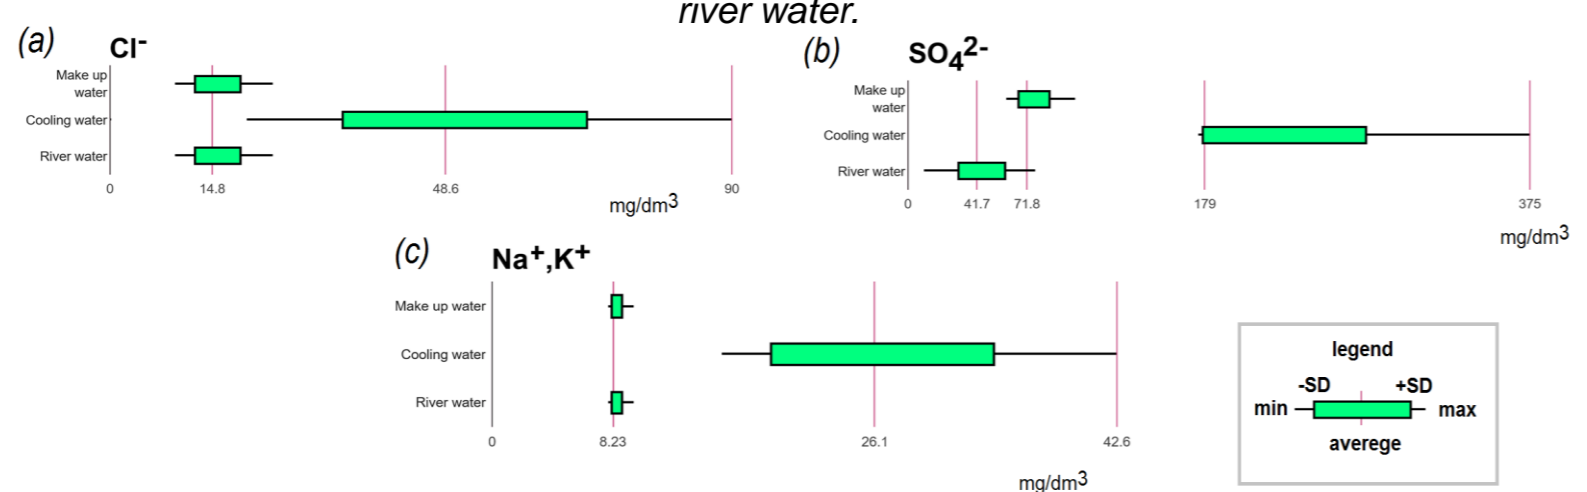 river water.
(a)
Cl-
Make up
water
Cooling water
River water
0 14.8 48.6 90
mg/dm3
(b)
SO42-
Make up
water
Cooling water
River water
0 41.7 71.8 179 375
mg/dm3
(c)
Na+,K+
Make up water
Cooling water
River water
0 8.23 26.1 42.6
mg/dm3
legend
-SD +SD
min max
averege